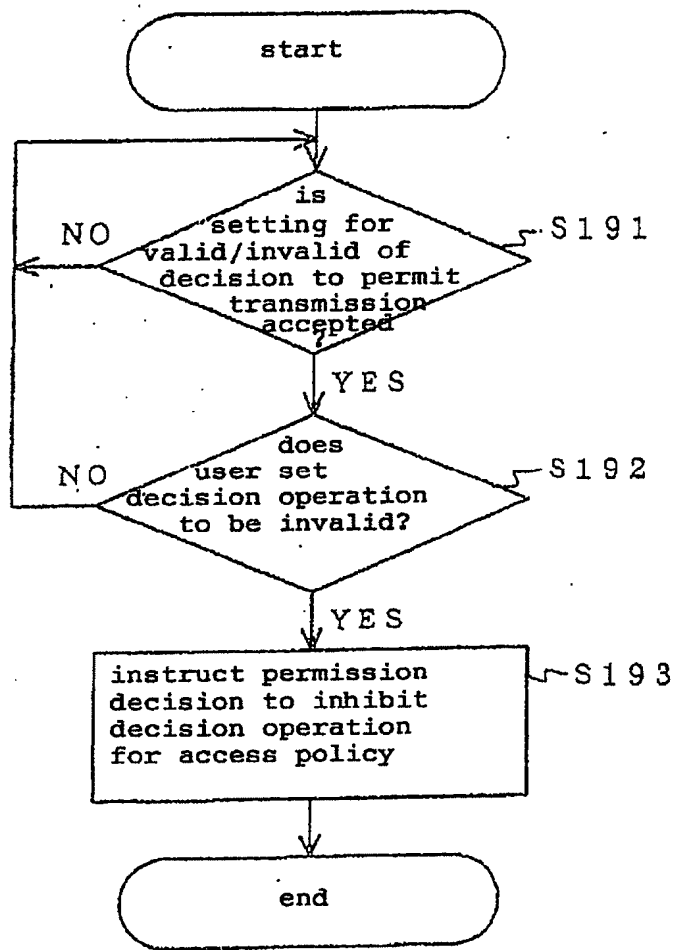 start
is
setting for
valid/invalid of
decision to permit
transmission
accepted
?
NO
S191
YES
does
user set
decision operation
to be invalid?
NO
S192
YES
instruct permission
decision to inhibit
decision operation
for access policy
S193
end